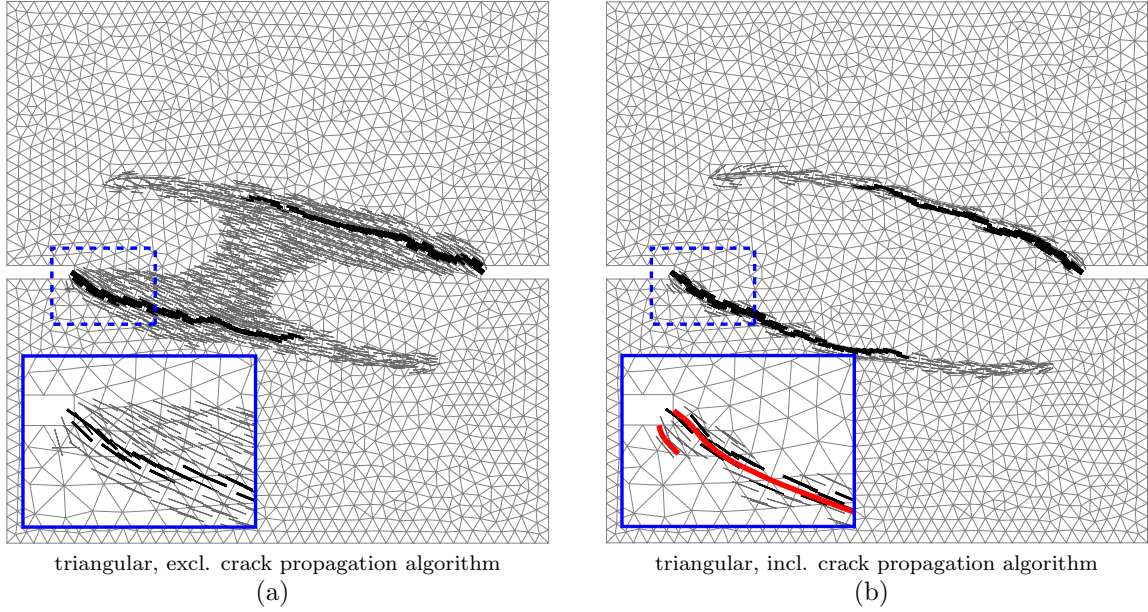 triangular, excl. crack propagation algorithm
(a)
triangular, incl. crack propagation algorithm
(b)